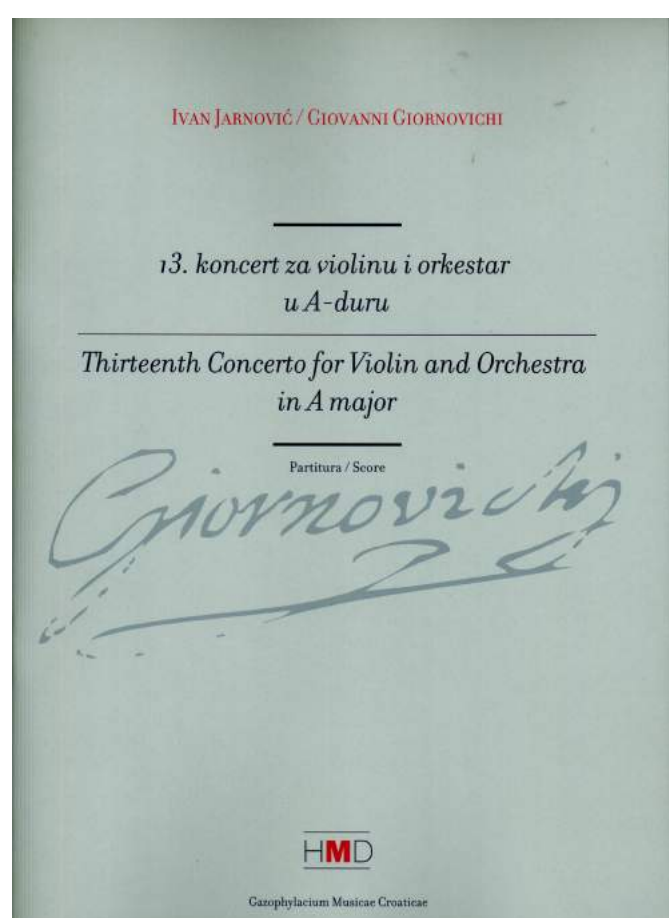 IVAN JARNOVIĆ / GIOVANNI GIORNOVICHI
13. koncert za violinu i orkestar
u A-duru
Thirteenth Concerto for Violin and Orchestra
in A major
Partitura / Score
Giornovichi
HMD
Gazophylacium Musicae Croaticae